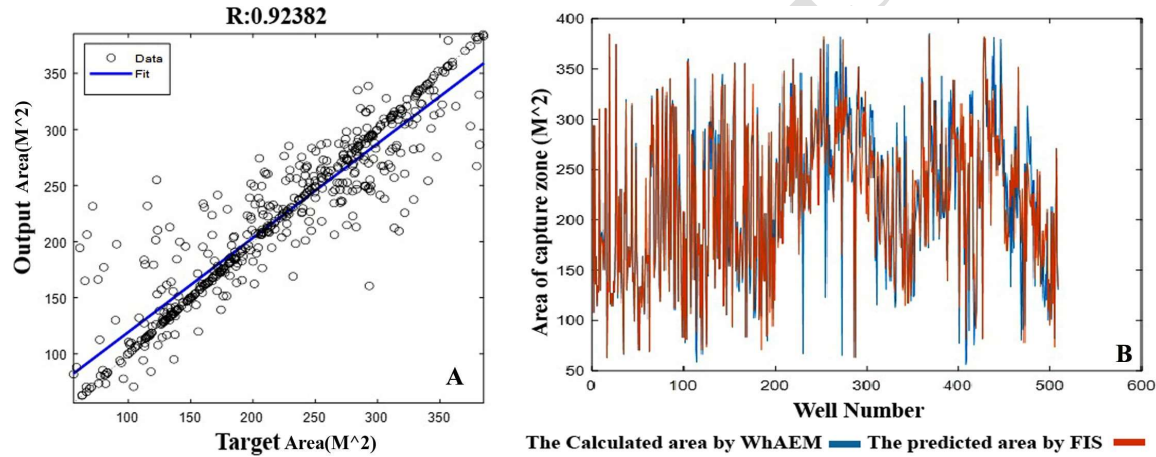 R:0.92382
Output Area(M^2)
350
300
250
200
150
100
Data
Fit
A
100 150 200 250 300 350
Target Area(M^2)
Area of capture zone (M^2)
400
350
300
250
200
150
100
50
B
0 100 200 300 400 500 600
Well Number
The Calculated area by WhAEM The predicted area by FIS